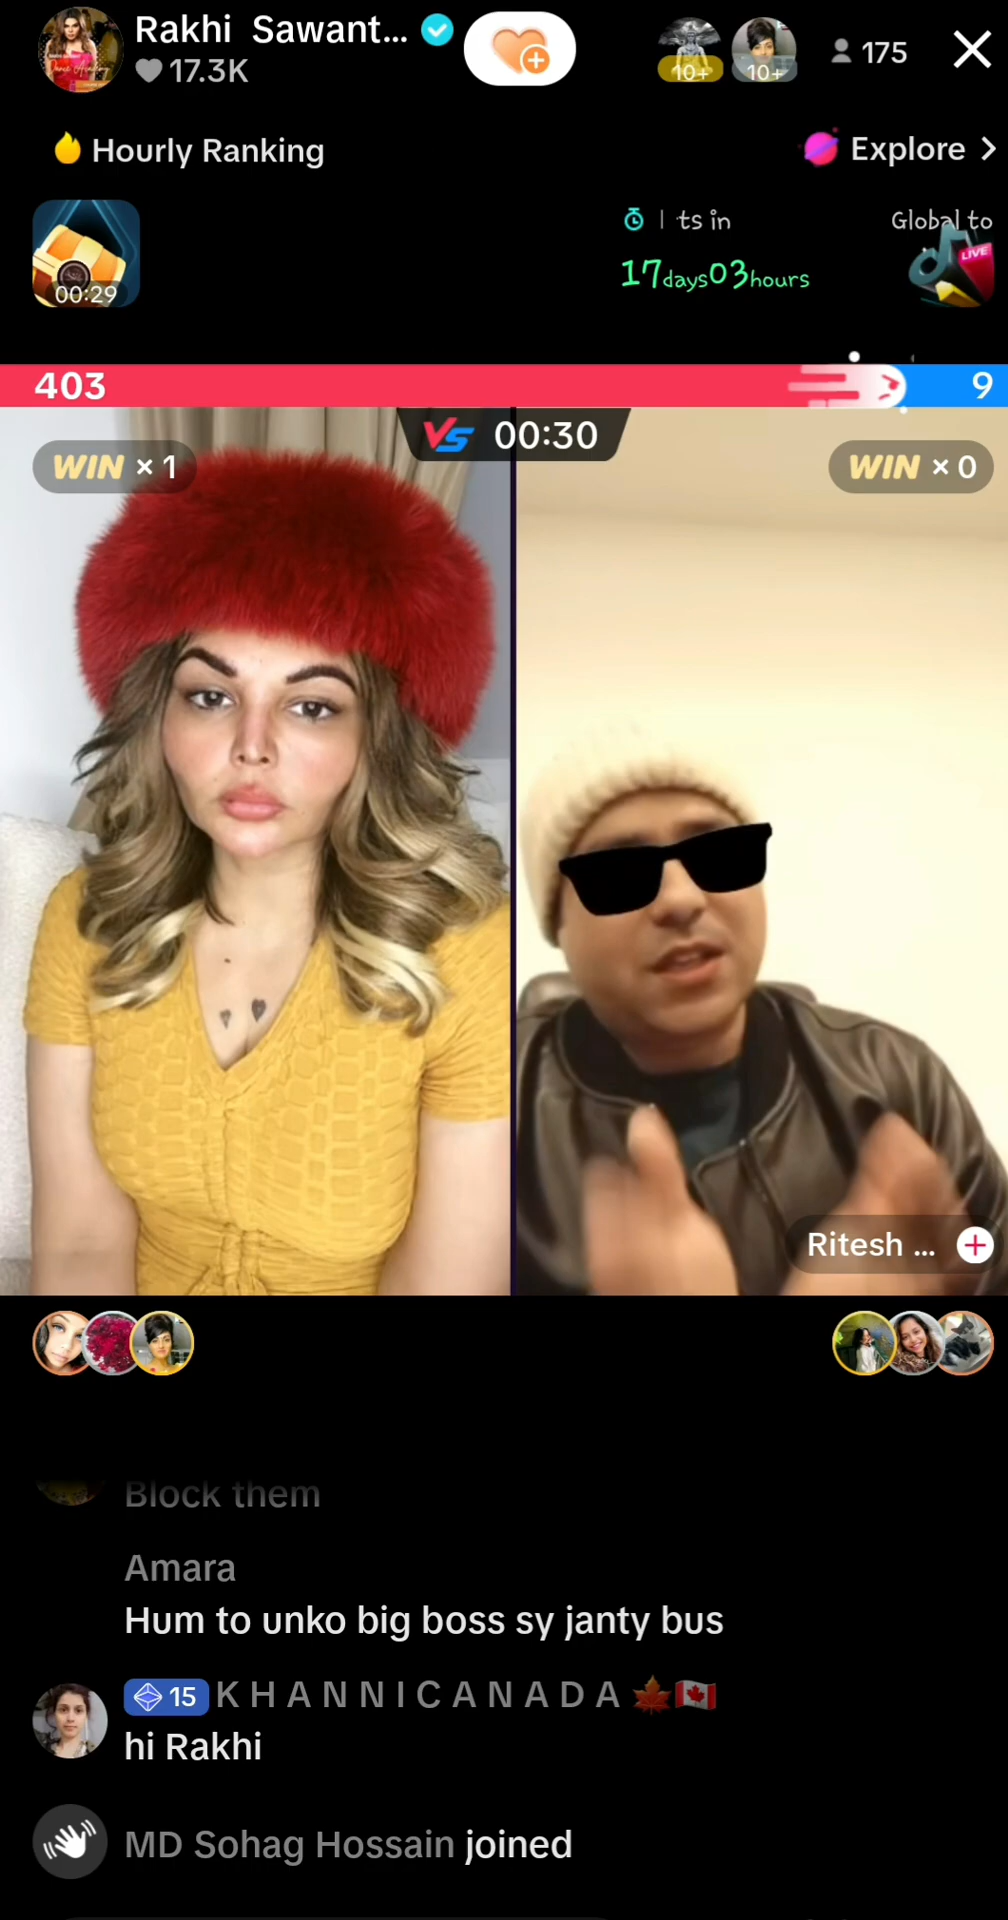 Rakhi Sawant...
17.3K
10+
10+
175
Hourly Ranking
Explore >
ts in
Global to
17days03hours
LIVE
00:29
403
9
VS 00:30
WIN × 1
WIN × 0
Ritesh ...
Block them
Amara
Hum to unko big boss sy janty bus
15 K H A N N I C A N A D A 🍁🇨🇦
hi Rakhi
MD Sohag Hossain joined